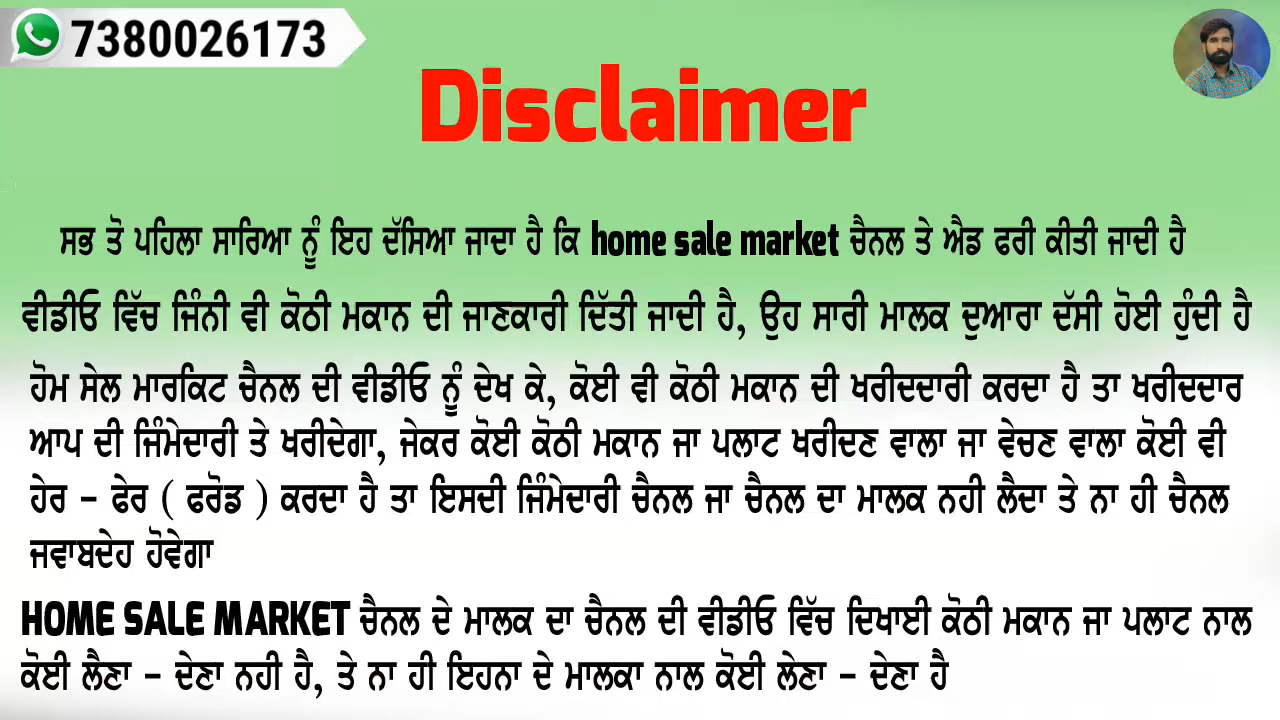 7380026173
Disclaimer
ਸਭ ਤੋ ਪਹਿਲਾ ਸਾਰਿਆ ਨੂੰ ਇਹ ਦੱਸਿਆ ਜਾਦਾ ਹੈ ਕਿ home sale market ਚੈਨਲ ਤੇ ਐਡ ਫਰੀ ਕੀਤੀ ਜਾਦੀ ਹੈ
ਵੀਡੀਓ ਵਿੱਚ ਜਿੰਨੀ ਵੀ ਕੋਠੀ ਮਕਾਨ ਦੀ ਜਾਣਕਾਰੀ ਦਿੱਤੀ ਜਾਦੀ ਹੈ, ਉਹ ਸਾਰੀ ਮਾਲਕ ਦੁਆਰਾ ਦੱਸੀ ਹੋਈ ਹੁੰਦੀ ਹੈ
ਹੋਮ ਸੇਲ ਮਾਰਕਿਟ ਚੈਨਲ ਦੀ ਵੀਡੀਓ ਨੂੰ ਦੇਖ ਕੇ, ਕੋਈ ਵੀ ਕੋਠੀ ਮਕਾਨ ਦੀ ਖਰੀਦਦਾਰੀ ਕਰਦਾ ਹੈ ਤਾ ਖਰੀਦਦਾਰ
ਆਪ ਦੀ ਜਿੰਮੇਦਾਰੀ ਤੇ ਖਰੀਦੇਗਾ, ਜੇਕਰ ਕੋਈ ਕੋਠੀ ਮਕਾਨ ਜਾ ਪਲਾਟ ਖਰੀਦਣ ਵਾਲਾ ਜਾ ਵੇਚਣ ਵਾਲਾ ਕੋਈ ਵੀ
ਹੇਰ - ਫੇਰ ( ਫਰੋਡ ) ਕਰਦਾ ਹੈ ਤਾ ਇਸਦੀ ਜਿੰਮੇਦਾਰੀ ਚੈਨਲ ਜਾ ਚੈਨਲ ਦਾ ਮਾਲਕ ਨਹੀ ਲੈਦਾ ਤੇ ਨਾ ਹੀ ਚੈਨਲ
ਜਵਾਬਦੇਹ ਹੋਵੇਗਾ
HOME SALE MARKET ਚੈਨਲ ਦੇ ਮਾਲਕ ਦਾ ਚੈਨਲ ਦੀ ਵੀਡੀਓ ਵਿੱਚ ਦਿਖਾਈ ਕੋਠੀ ਮਕਾਨ ਜਾ ਪਲਾਟ ਨਾਲ
ਕੋਈ ਲੈਣਾ - ਦੇਣਾ ਨਹੀ ਹੈ, ਤੇ ਨਾ ਹੀ ਇਹਨਾ ਦੇ ਮਾਲਕਾ ਨਾਲ ਕੋਈ ਲੇਣਾ - ਦੇਣਾ ਹੈ